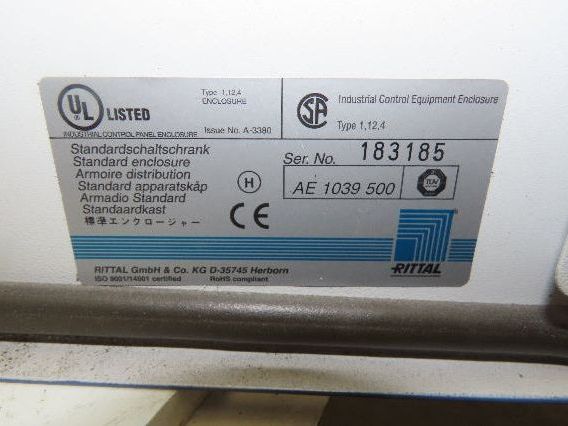 UL LISTED
Type 1,12,4
ENCLOSURE
INDUSTRIAL CONTROL PANEL ENCLOSURE
Issue No. A-3380
SA
Industrial Control Equipment Enclosure
Type 1,12,4
Standardschaltschrank
Standard enclosure
Armoire distribution
Standard apparatskåp
Armadio Standard
Standaardkast
標準エンクロージャー
H
CE
Ser. No. 183185
AE 1039 500
TÜV
RITTAL GmbH & Co. KG D-35745 Herborn
ISO 9001/14001 certified RoHS compliant
RITTAL